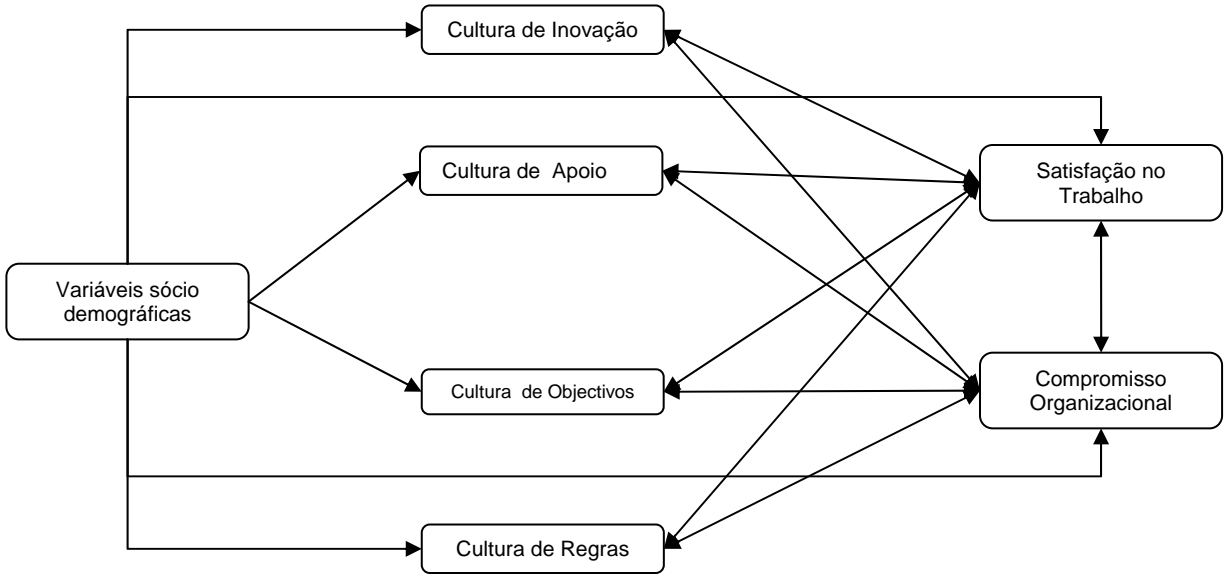 Cultura de Inovação
Cultura de Apoio
Satisfação no
Trabalho
Variáveis sócio
demográficas
Cultura de Objectivos
Compromisso
Organizacional
Cultura de Regras